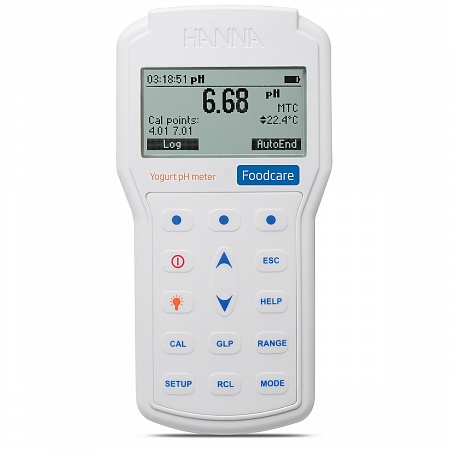 HANNA
03:18:51 pH
6.68 pH
MTC
Cal points: 22.4°C
4.01 7.01
Log AutoEnd
Yogurt pH meter Foodcare
ESC
HELP
CAL GLP RANGE
SETUP RCL MODE